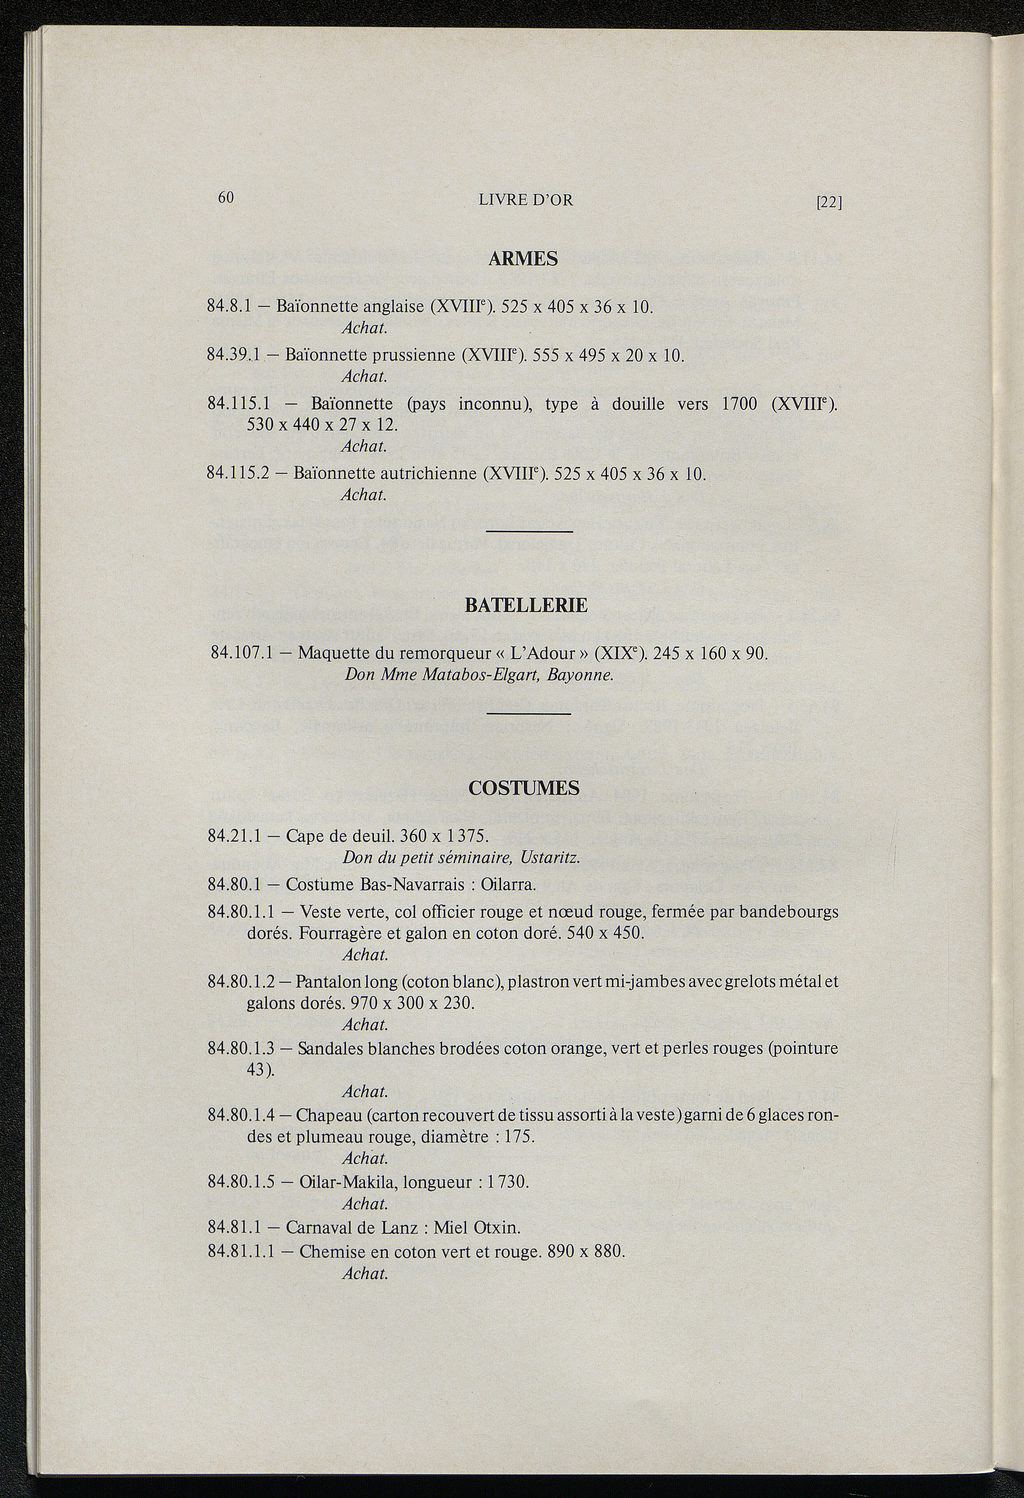 60 LIVRE D'OR [22]
ARMES
84.8.1 — Baïonnette anglaise (XVIIIᵉ). 525 x 405 x 36 x 10.
Achat.
84.39.1 — Baïonnette prussienne (XVIIIᵉ). 555 x 495 x 20 x 10.
Achat.
84.115.1 — Baïonnette (pays inconnu), type à douille vers 1700 (XVIIIᵉ).
530 x 440 x 27 x 12.
Achat.
84.115.2 — Baïonnette autrichienne (XVIIIᵉ). 525 x 405 x 36 x 10.
Achat.
BATELLERIE
84.107.1 — Maquette du remorqueur « L'Adour » (XIXᵉ). 245 x 160 x 90.
Don Mme Matabos-Elgart, Bayonne.
COSTUMES
84.21.1 — Cape de deuil. 360 x 1375.
Don du petit séminaire, Ustaritz.
84.80.1 — Costume Bas-Navarrais : Oilarra.
84.80.1.1 — Veste verte, col officier rouge et nœud rouge, fermée par bandebourgs
dorés. Fourragère et galon en coton doré. 540 x 450.
Achat.
84.80.1.2 — Pantalon long (coton blanc), plastron vert mi-jambes avec grelots métal et
galons dorés. 970 x 300 x 230.
Achat.
84.80.1.3 — Sandales blanches brodées coton orange, vert et perles rouges (pointure
43).
Achat.
84.80.1.4 — Chapeau (carton recouvert de tissu assorti à la veste) garni de 6 glaces ron-
des et plumeau rouge, diamètre : 175.
Achat.
84.80.1.5 — Oilar-Makila, longueur : 1730.
Achat.
84.81.1 — Carnaval de Lanz : Miel Otxin.
84.81.1.1 — Chemise en coton vert et rouge. 890 x 880.
Achat.